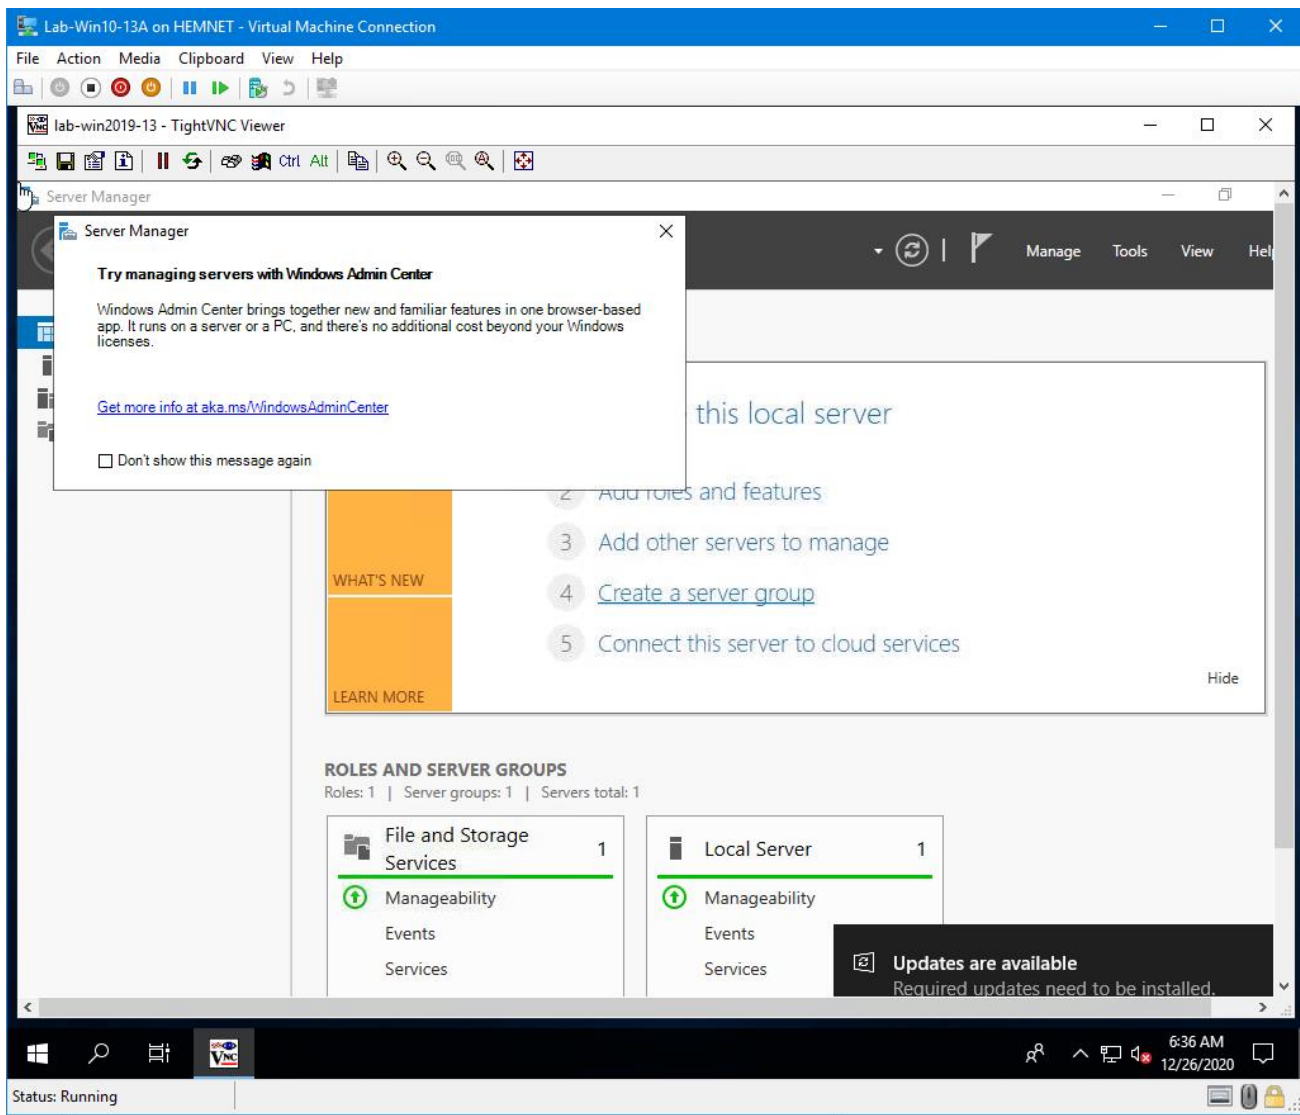 Lab-Win10-13A on HEMNET - Virtual Machine Connection
File Action Media Clipboard View Help
lab-win2019-13 - TightVNC Viewer
Ctrl Alt
Server Manager
Server Manager
Manage Tools View Hel
Try managing servers with Windows Admin Center
Windows Admin Center brings together new and familiar features in one browser-based
app. It runs on a server or a PC, and there's no additional cost beyond your Windows
licenses.
Get more info at aka.ms/WindowsAdminCenter
Don't show this message again
this local server
2 Add roles and features
3 Add other servers to manage
4 Create a server group
5 Connect this server to cloud services
WHAT'S NEW
LEARN MORE
Hide
ROLES AND SERVER GROUPS
Roles: 1 | Server groups: 1 | Servers total: 1
File and Storage
Services
1
Manageability
Events
Services
Local Server 1
Manageability
Events
Services
Updates are available
Required updates need to be installed.
VNC
6:36 AM
12/26/2020
Status: Running